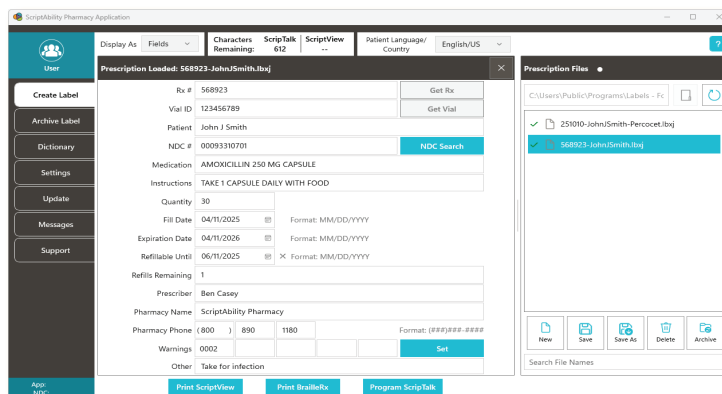 ScriptAbility Pharmacy Application
User
Create Label
Archive Label
Dictionary
Settings
Update
Messages
Support
App:
NDC:
Display As Fields
Characters Remaining: ScripTalk 612 ScriptView --
Patient Language/ Country English/US
?
Prescription Loaded: 568923-JohnJSmith.lbxj
Rx # 568923 Get Rx
Vial ID 123456789 Get Vial
Patient John J Smith
NDC # 00093310701 NDC Search
Medication AMOXICILLIN 250 MG CAPSULE
Instructions TAKE 1 CAPSULE DAILY WITH FOOD
Quantity 30
Fill Date 04/11/2025 Format: MM/DD/YYYY
Expiration Date 04/11/2026 Format: MM/DD/YYYY
Refillable Until 06/11/2025 Format: MM/DD/YYYY
Refills Remaining 1
Prescriber Ben Casey
Pharmacy Name ScriptAbility Pharmacy
Pharmacy Phone (800 ) 890 1180 Format: (###)###-####
Warnings 0002 Set
Other Take for infection
Print ScriptView Print BrailleRx Program ScripTalk
Prescription Files
C:\Users\Public\Programs\Labels - Fc
251010-JohnJSmith-Percocet.lbxj
568923-JohnJSmith.lbxj
New Save Save As Delete Archive
Search File Names